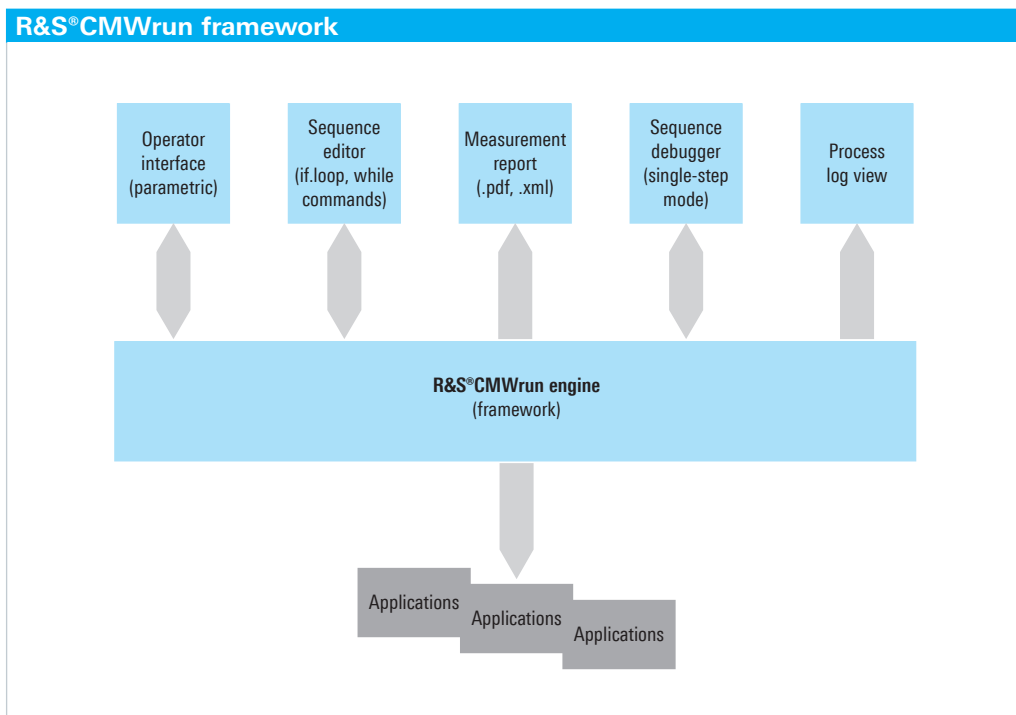 R&S®CMWrun framework
Operator
interface
(parametric)
Sequence
editor
(if.loop, while
commands)
Measurement
report
(.pdf, .xml)
Sequence
debugger
(single-step
mode)
Process
log view
R&S®CMWrun engine
(framework)
Applications
Applications
Applications